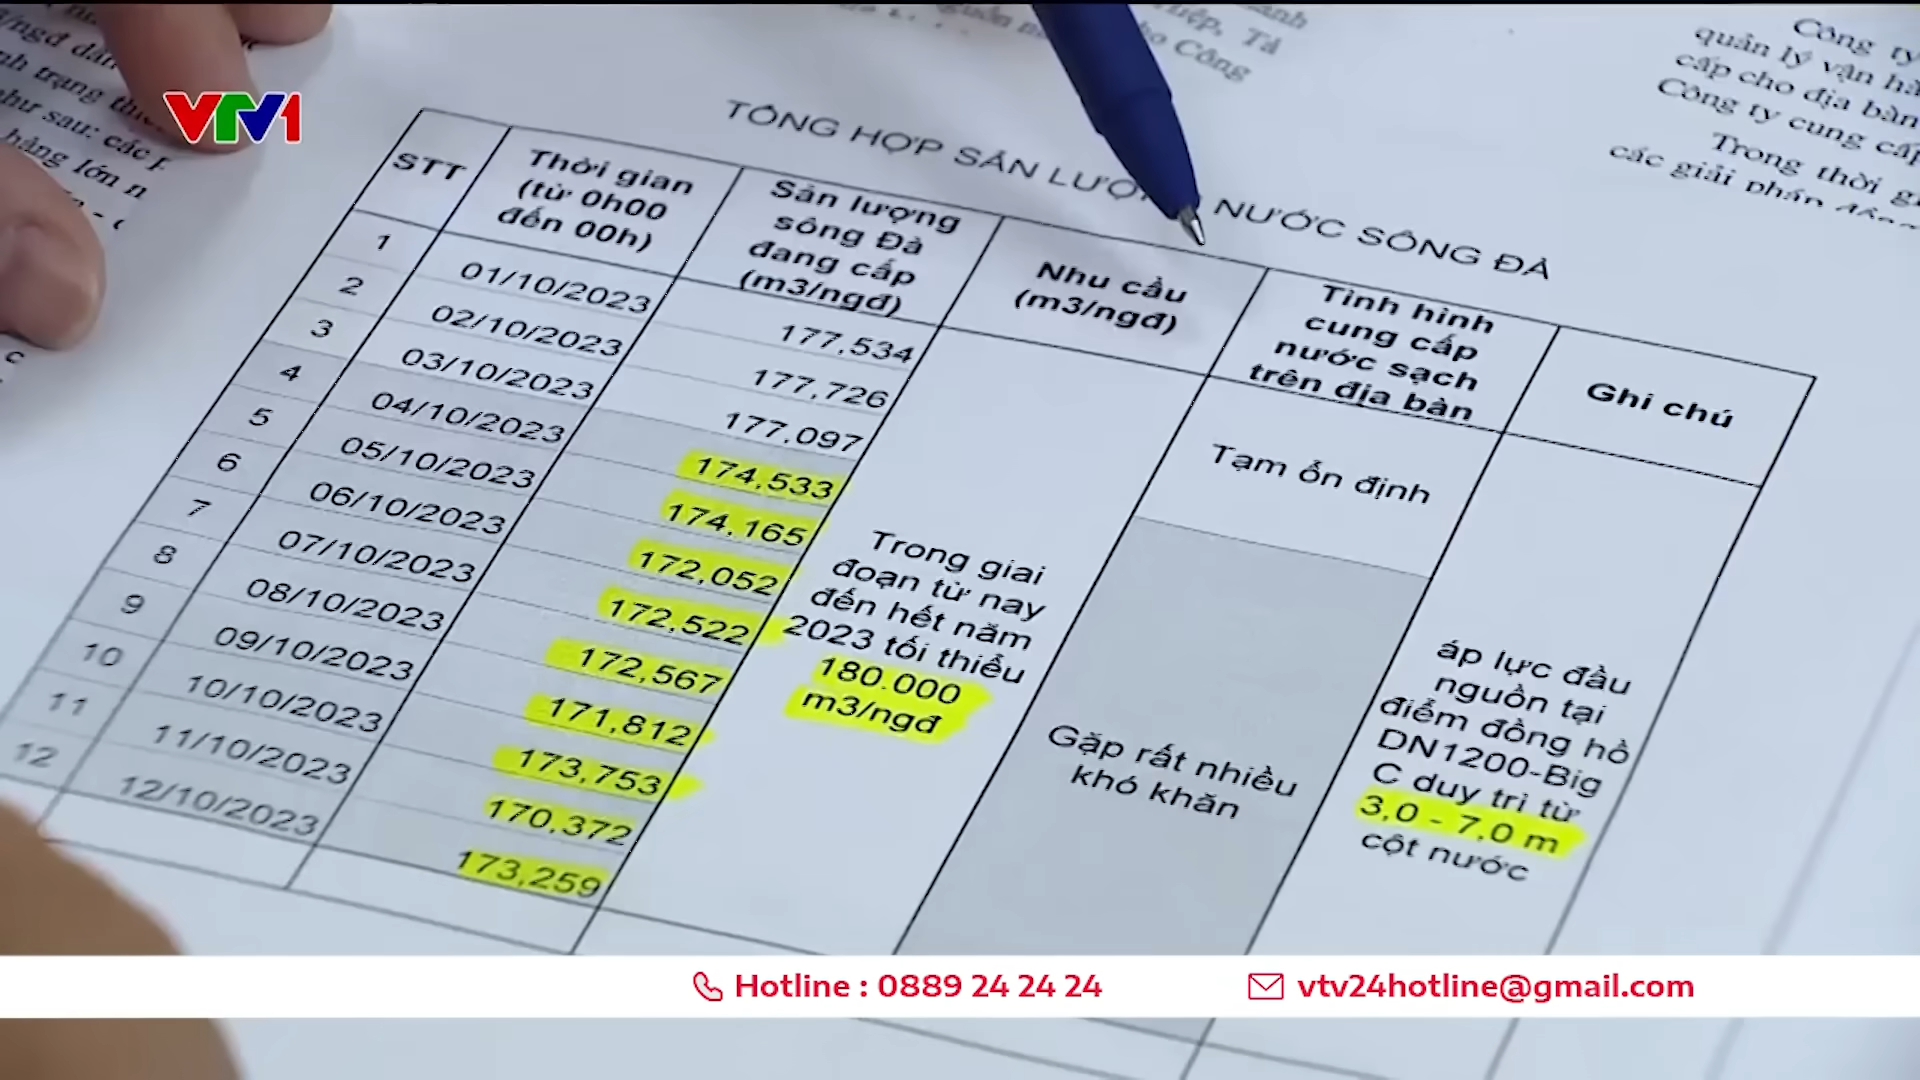 VTV1
TỔNG HỢP SẢN LƯỢNG NƯỚC SÔNG ĐÀ
STT
Thời gian
(từ 0h00
đến 00h)
Sản lượng
sông Đà
đang cấp
(m3/ngđ)
Nhu cầu
(m3/ngđ)
Tình hình
cung cấp
nước sạch
trên địa bàn
Ghi chú
1 01/10/2023 177,534
2 02/10/2023 177,726
3 03/10/2023 177.097
4 04/10/2023 174,533
5 05/10/2023 174,165
6 06/10/2023 172,052
7 07/10/2023 172,522
8 08/10/2023 172,567
9 09/10/2023 171,812
10 10/10/2023 173,753
11 11/10/2023 170,372
12 12/10/2023 173,259
Trong giai
đoạn từ nay
đến hết năm
2023 tối thiểu
180.000
m3/ngđ
Tạm ổn định
Gặp rất nhiều
khó khăn
áp lực đầu
nguồn tại
điểm đồng hồ
DN1200-Big
C duy trì từ
3,0 - 7,0 m
cột nước
Công ty
quản lý vận hà
cấp cho địa bàn
Công ty cung cấp
Trong thời gi
các giải pháp
Hotline : 0889 24 24 24
vtv24hotline@gmail.com